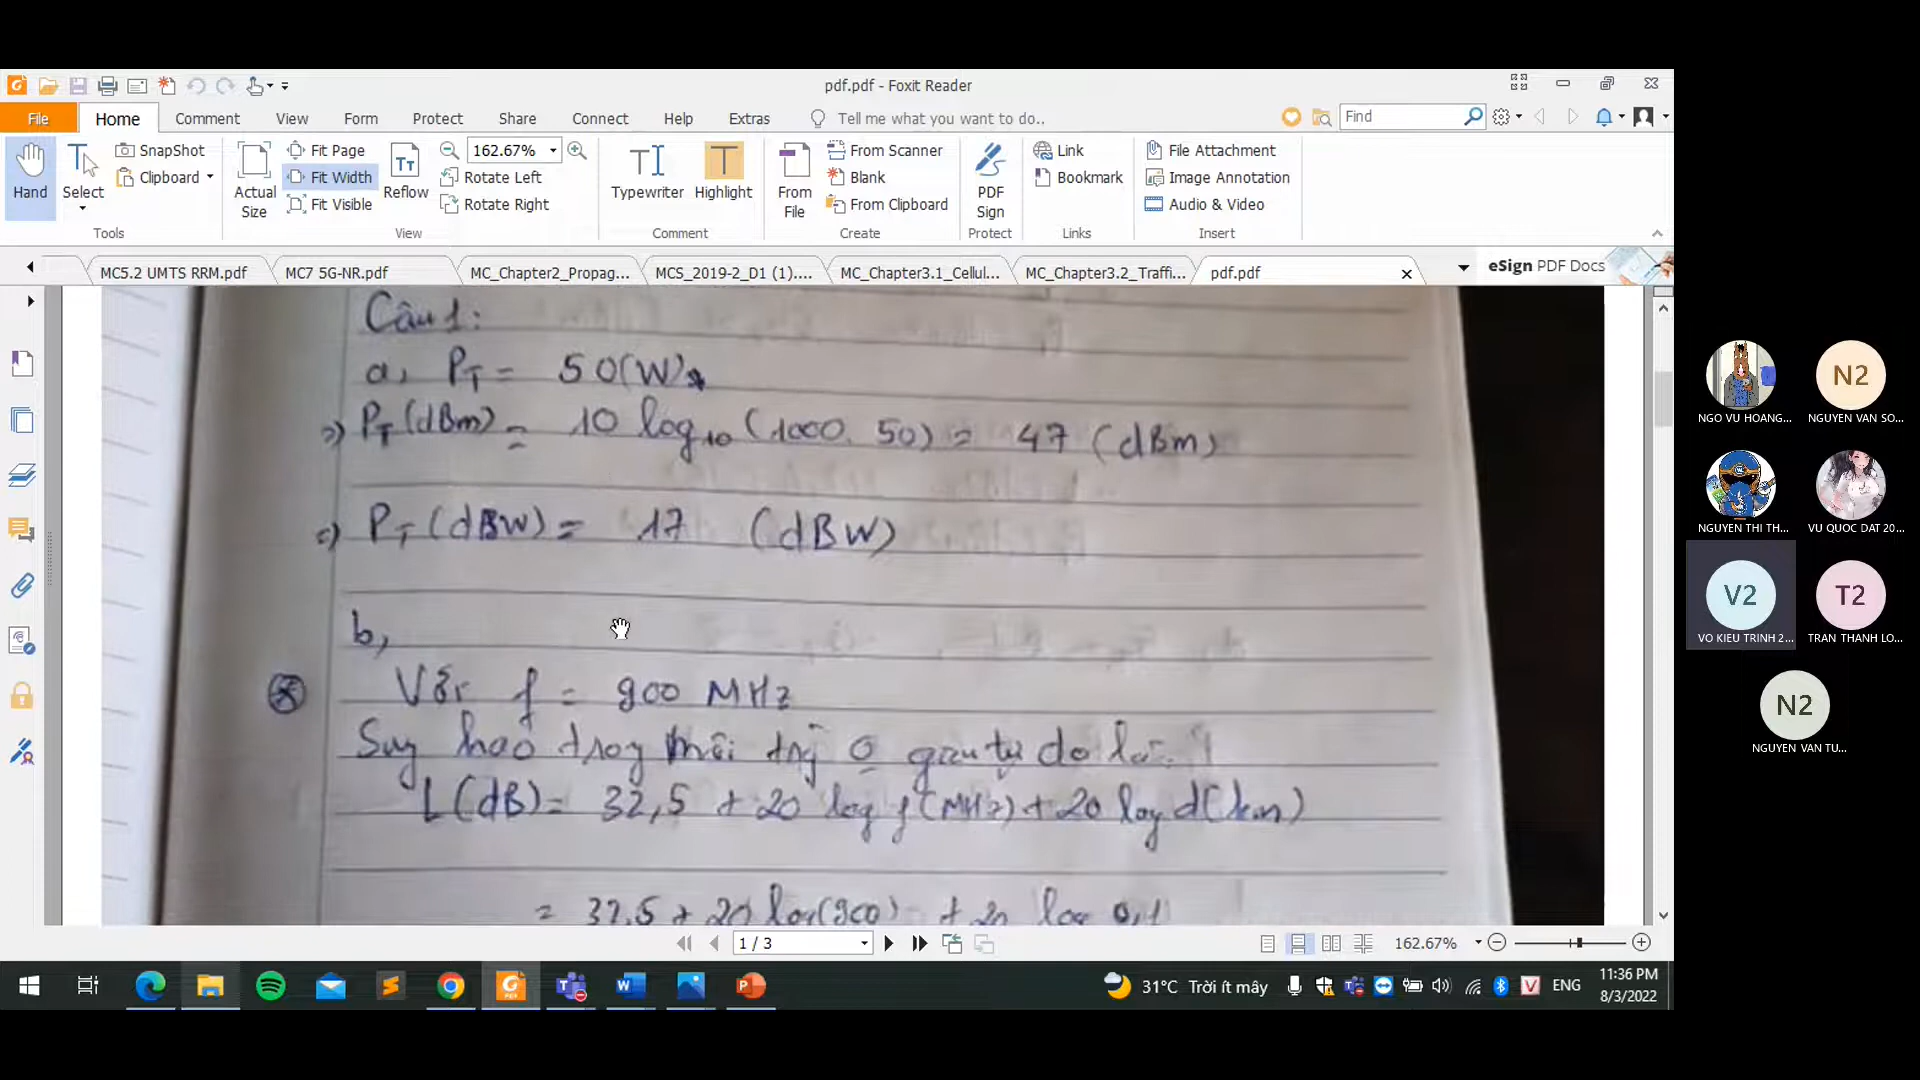 pdf.pdf - Foxit Reader
File
Home
Comment
View
Form
Protect
Share
Connect
Help
Extras
Tell me what you want to do..
Find
Hand
Select
SnapShot
Clipboard
Tools
Actual Size
Fit Page
Fit Width
Fit Visible
Reflow
162.67%
Rotate Left
Rotate Right
View
Typewriter
Highlight
Comment
From File
From Scanner
Blank
From Clipboard
Create
PDF Sign
Protect
Link
Bookmark
Links
File Attachment
Image Annotation
Audio & Video
Insert
MC5.2 UMTS RRM.pdf
MC7 5G-NR.pdf
MC_Chapter2_Propag...
MCS_2019-2_D1 (1)....
MC_Chapter3.1_Cellul...
MC_Chapter3.2_Traffi...
pdf.pdf
eSign PDF Docs
Câu 1:
a, PT = 50(W)
=) PT (dBm) = 10 log10 (1000. 50) = 47 (dBm)
=) PT (dBW) = 17 (dBW)
b,
Với f = 900 MHz
Suy hao trog môi trg o gian tự do là:
L(dB) = 32,5 + 20 log f(MHz) + 20 log d(km)
= 32,5 + 20 log(900) + 20 log 0,1
NGO VU HOANG...
NGUYEN VAN SO...
NGUYEN THI TH...
VU QUOC DAT 20...
V2
VO KIEU TRINH 2...
T2
TRAN THANH LO...
N2
NGUYEN VAN TU...
N2
1 / 3
162.67%
31°C Trời ít mây
ENG
11:36 PM
8/3/2022